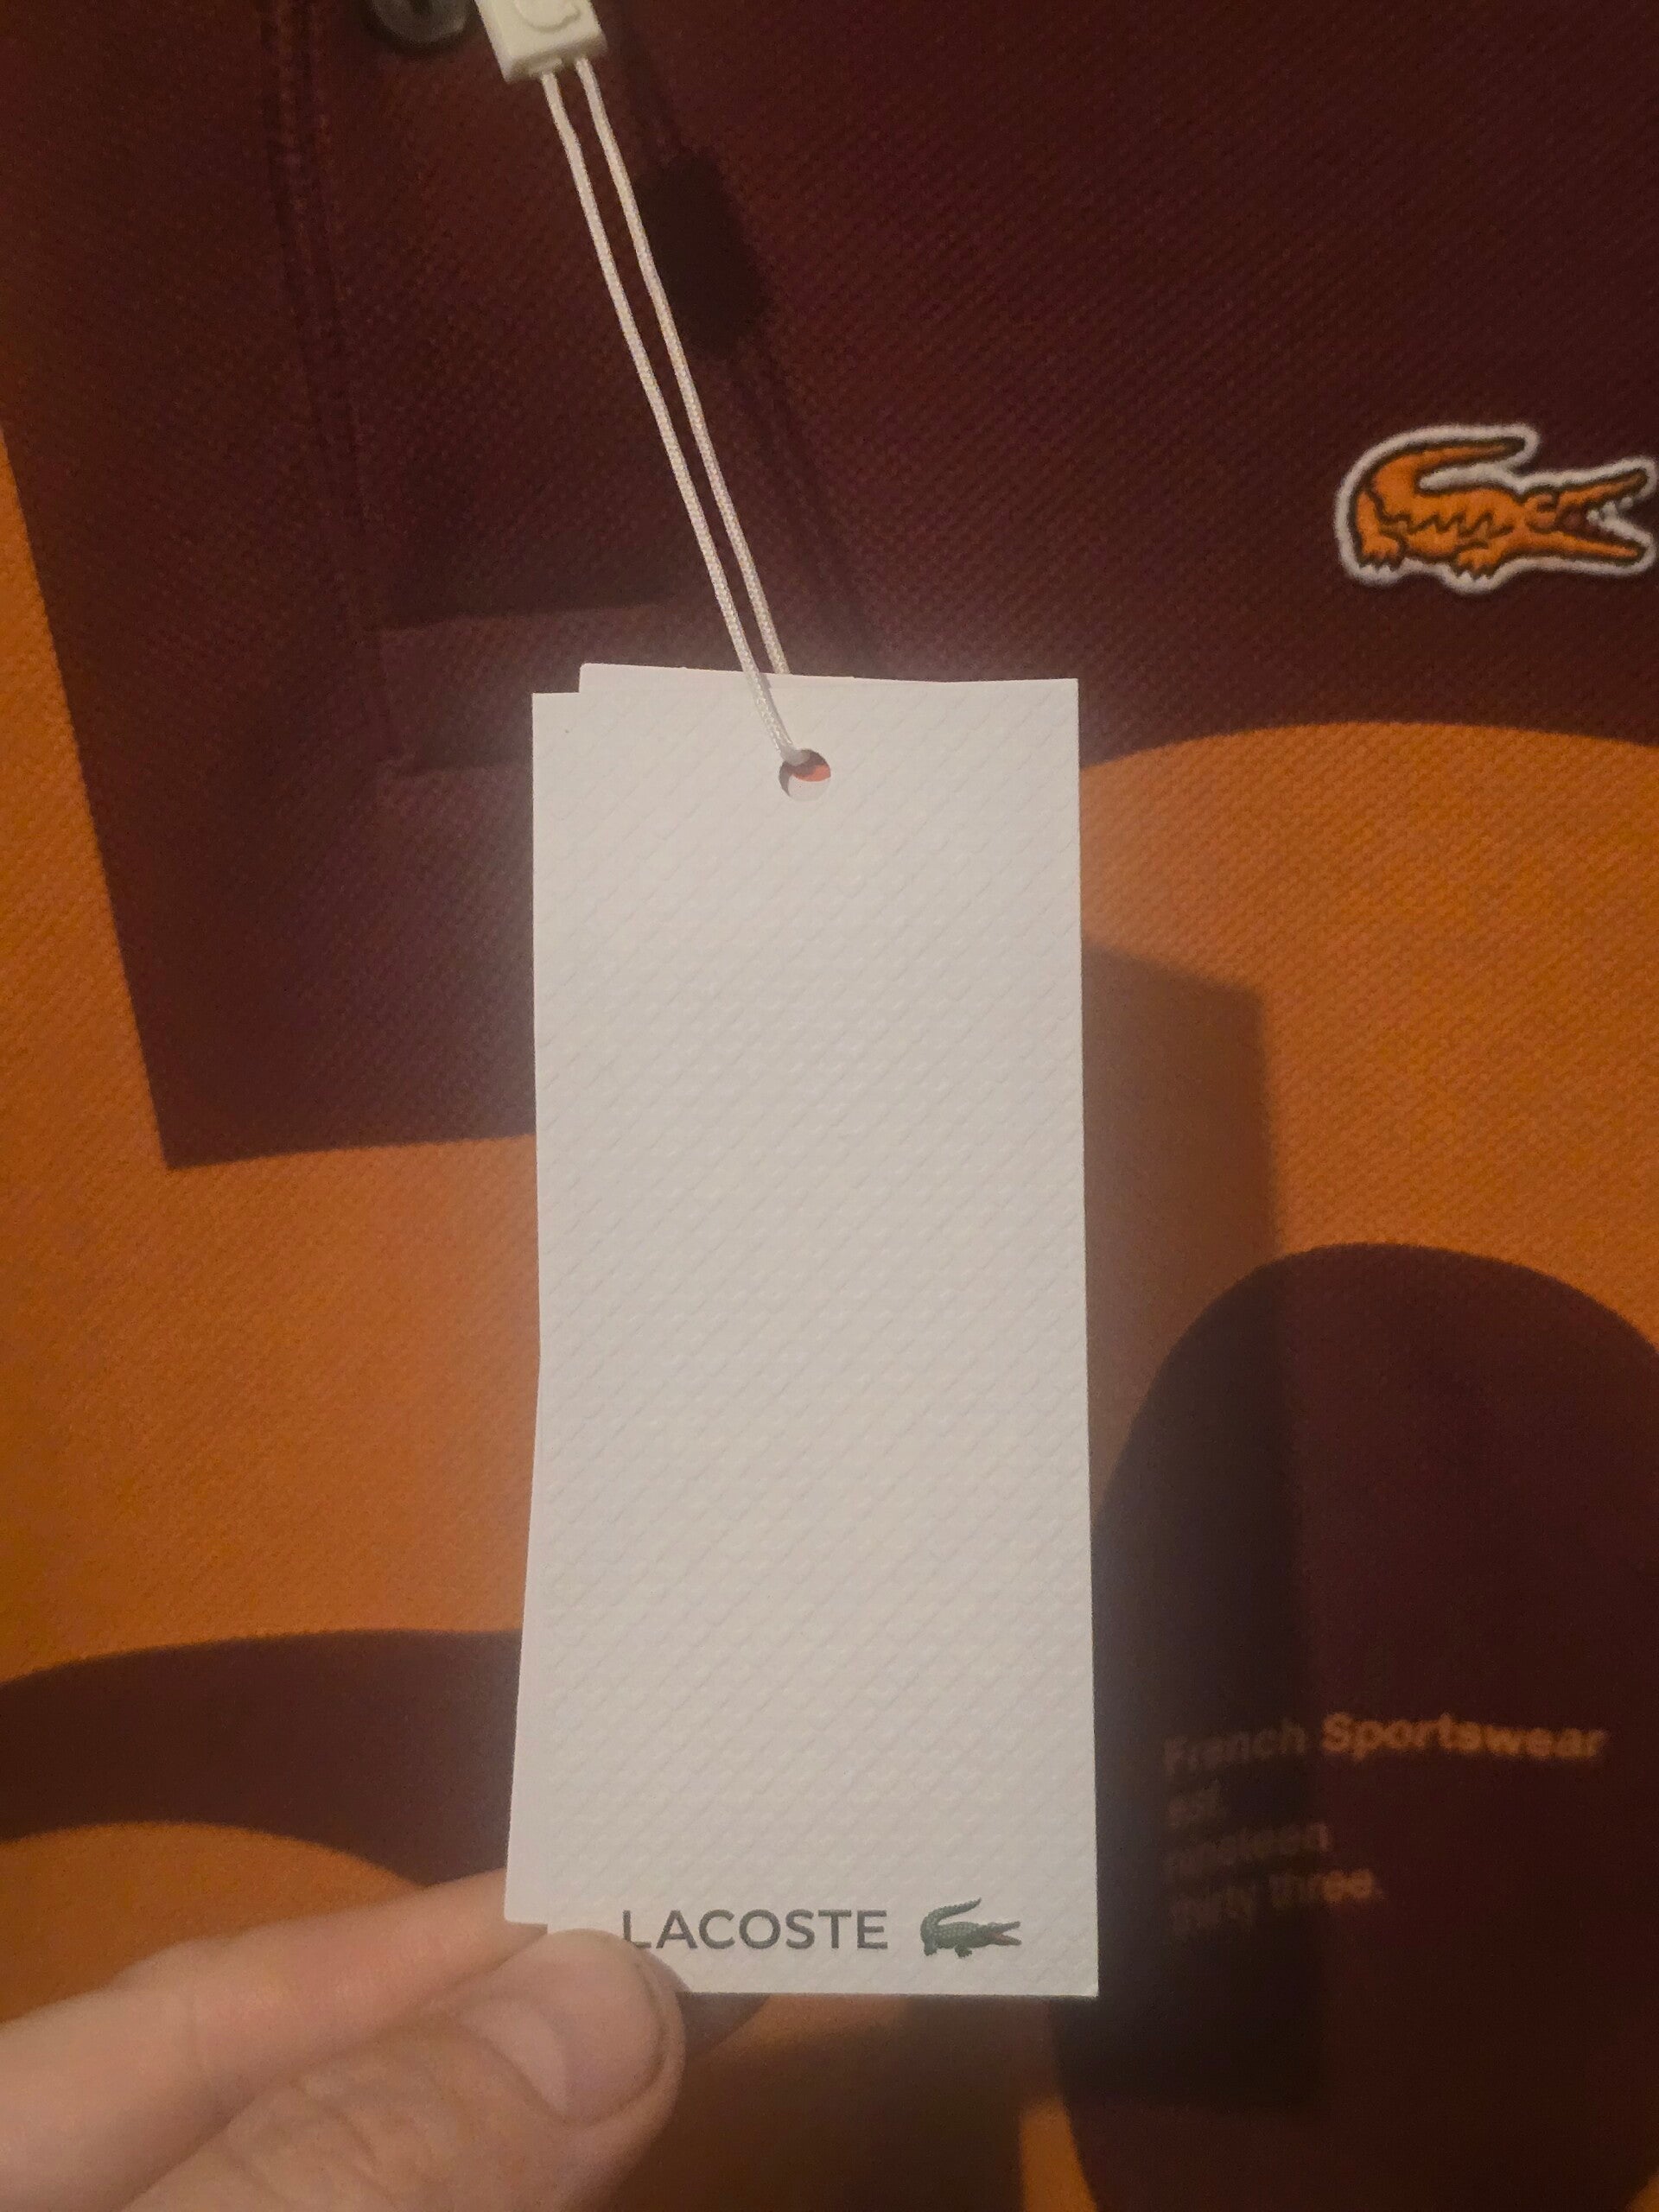 LACOSTE
French Sportswear
est.
nineteen
thirty three.